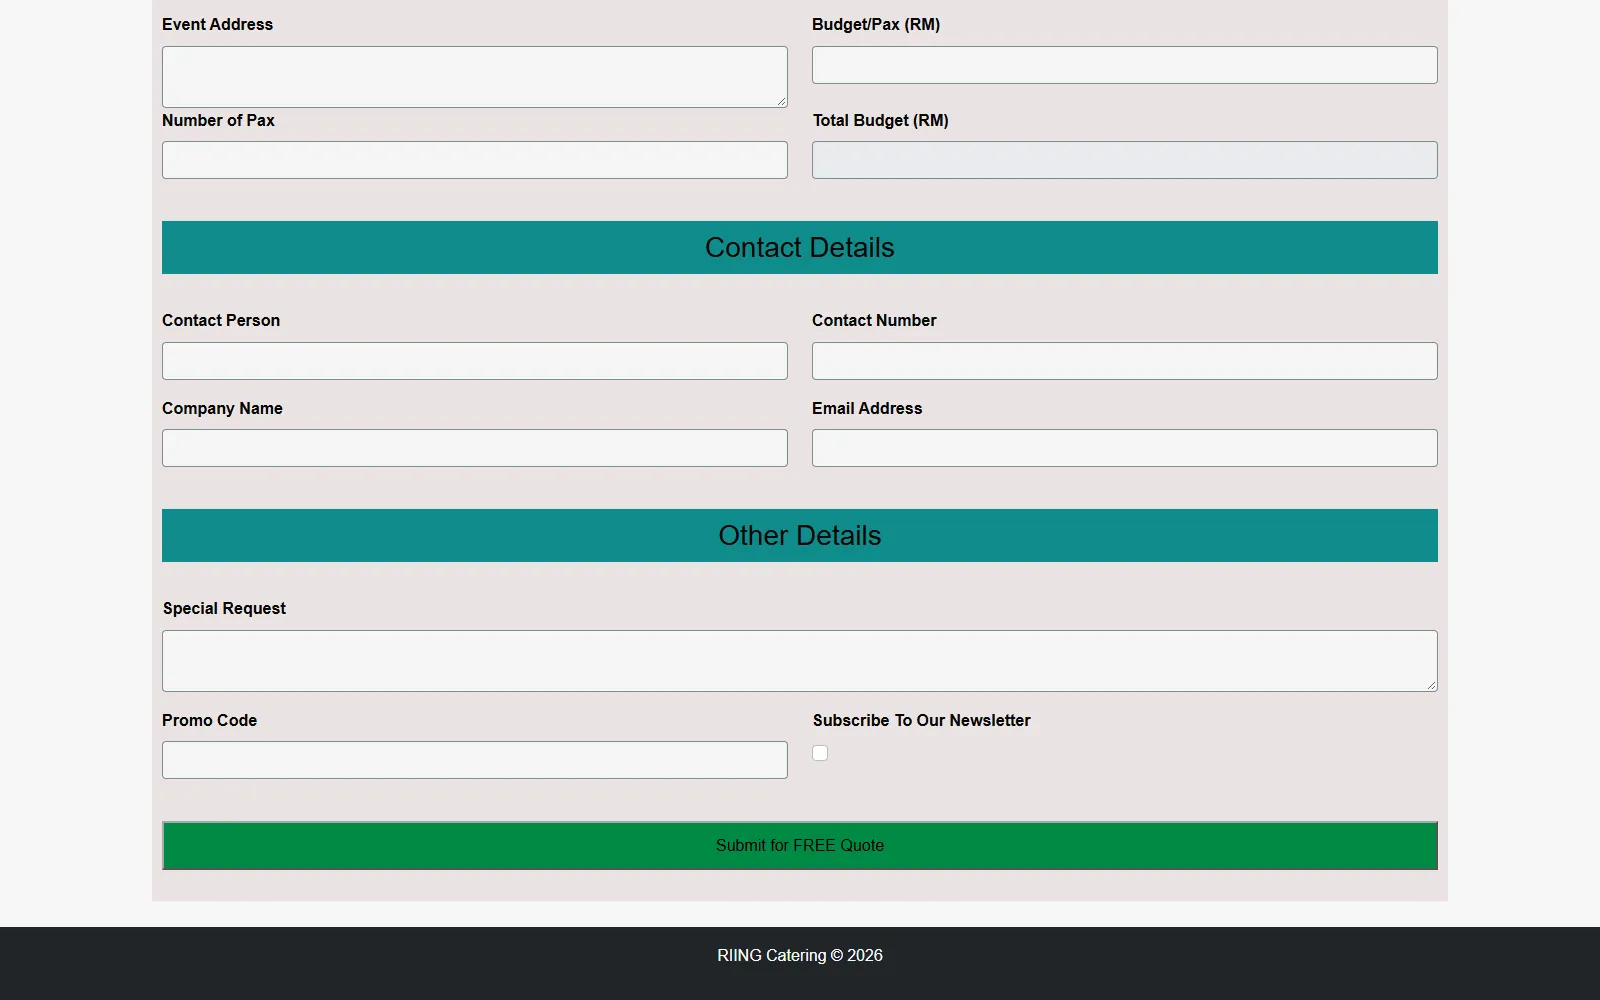 Event Address
Budget/Pax (RM)
Number of Pax
Total Budget (RM)
Contact Details
Contact Person
Contact Number
Company Name
Email Address
Other Details
Special Request
Promo Code
Subscribe To Our Newsletter
Submit for FREE Quote
RIING Catering © 2026